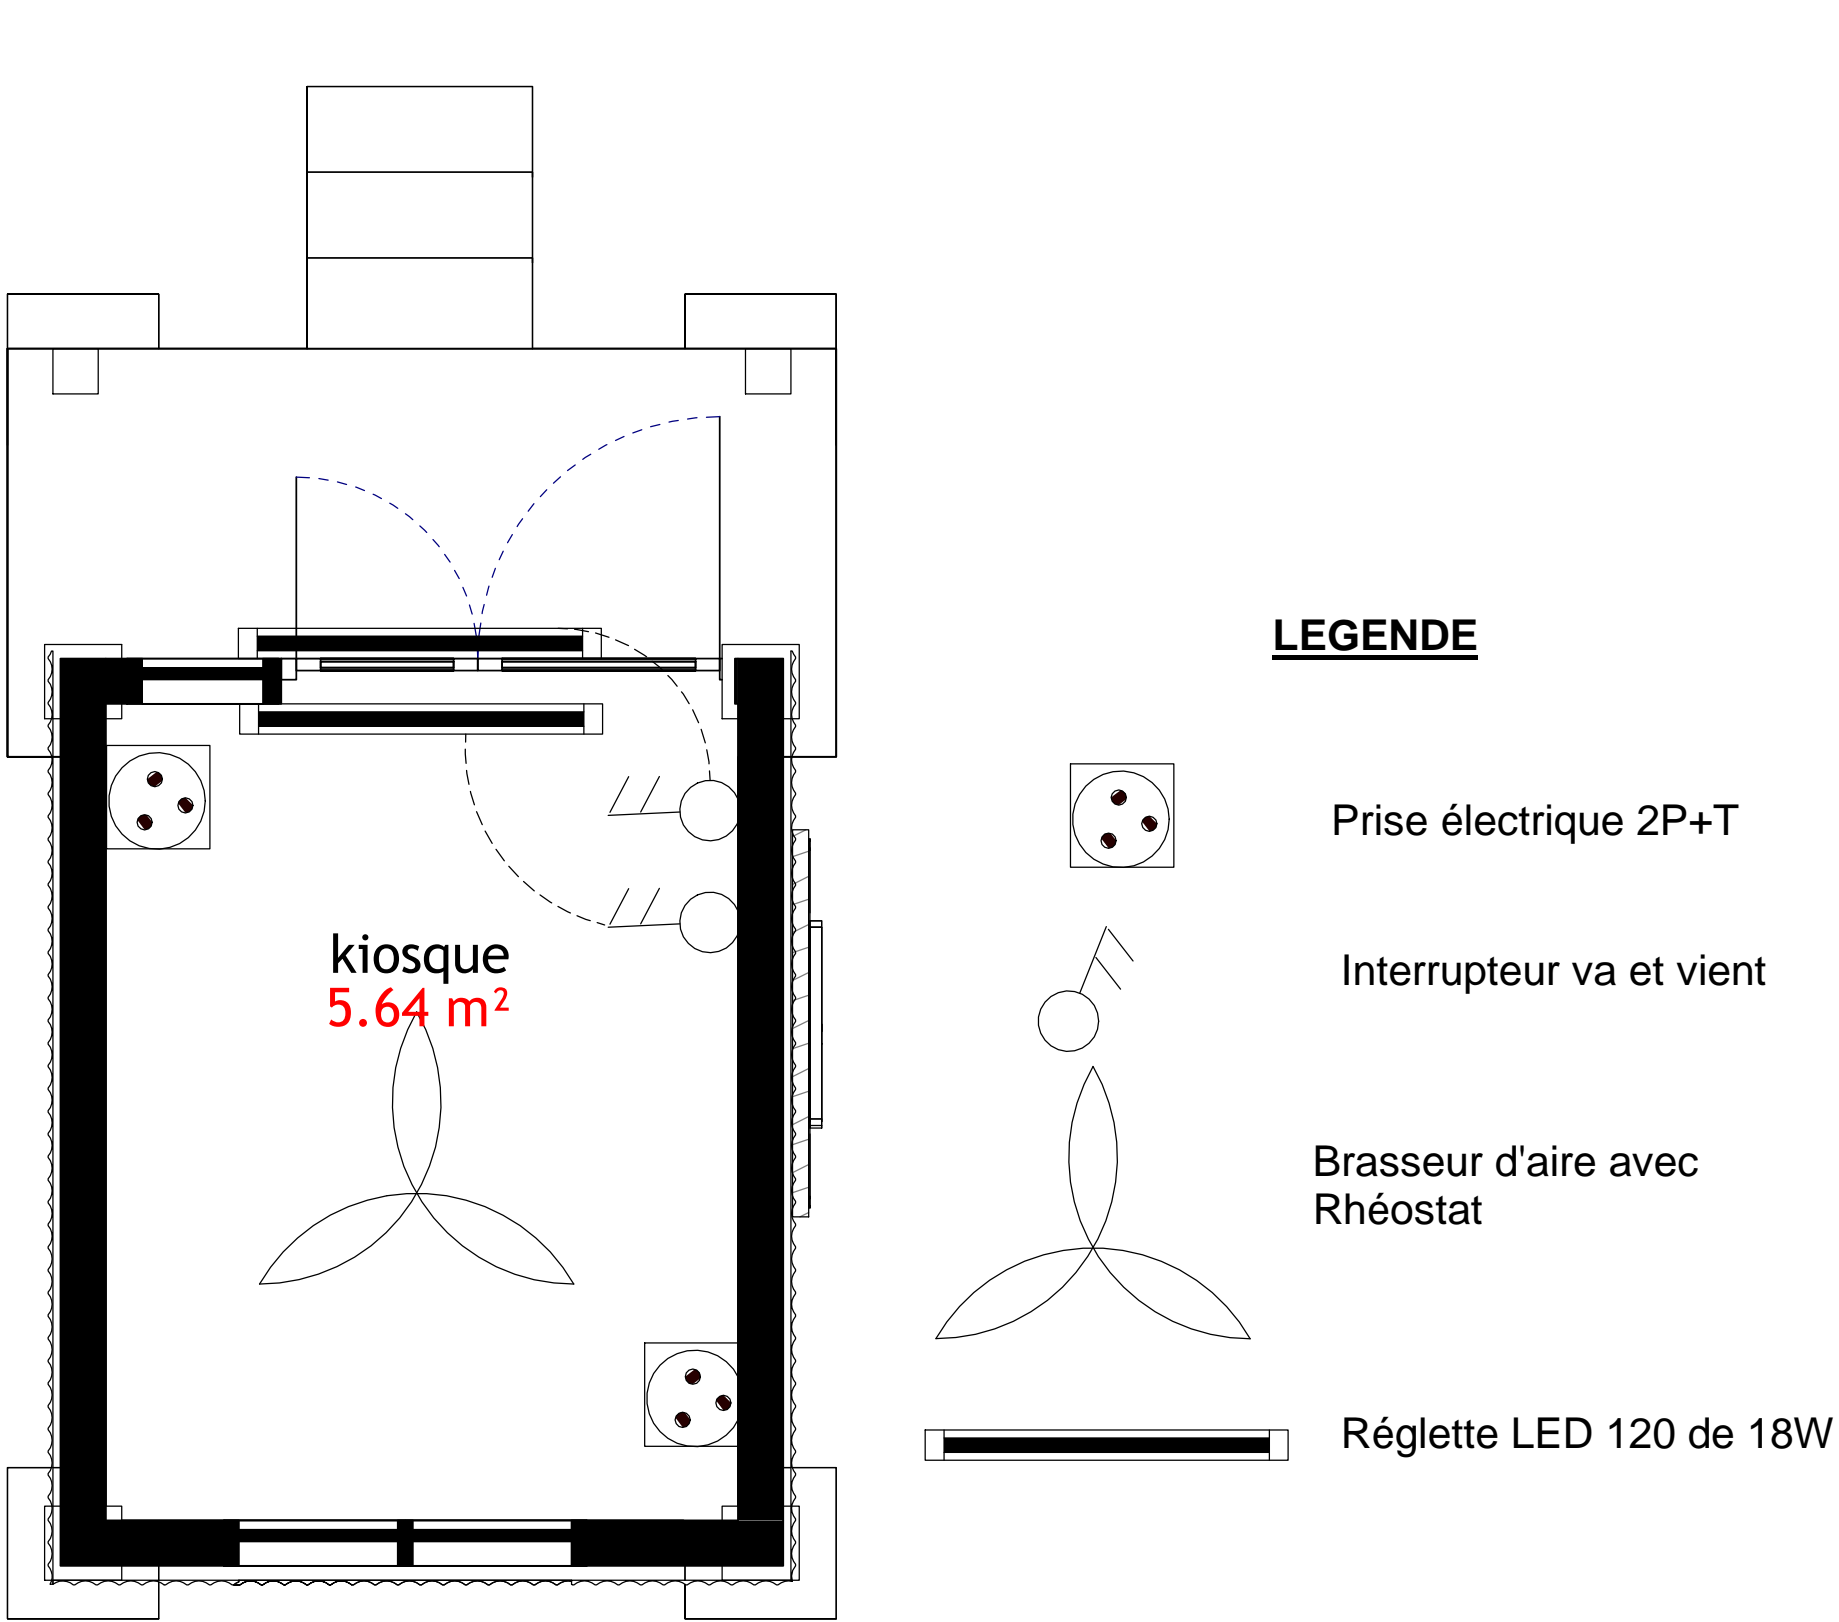 LEGENDE
Prise électrique 2P+T
Interrupteur va et vient
kiosque
5.64 m²
Brasseur d'aire avec
Rhéostat
Réglette LED 120 de 18W